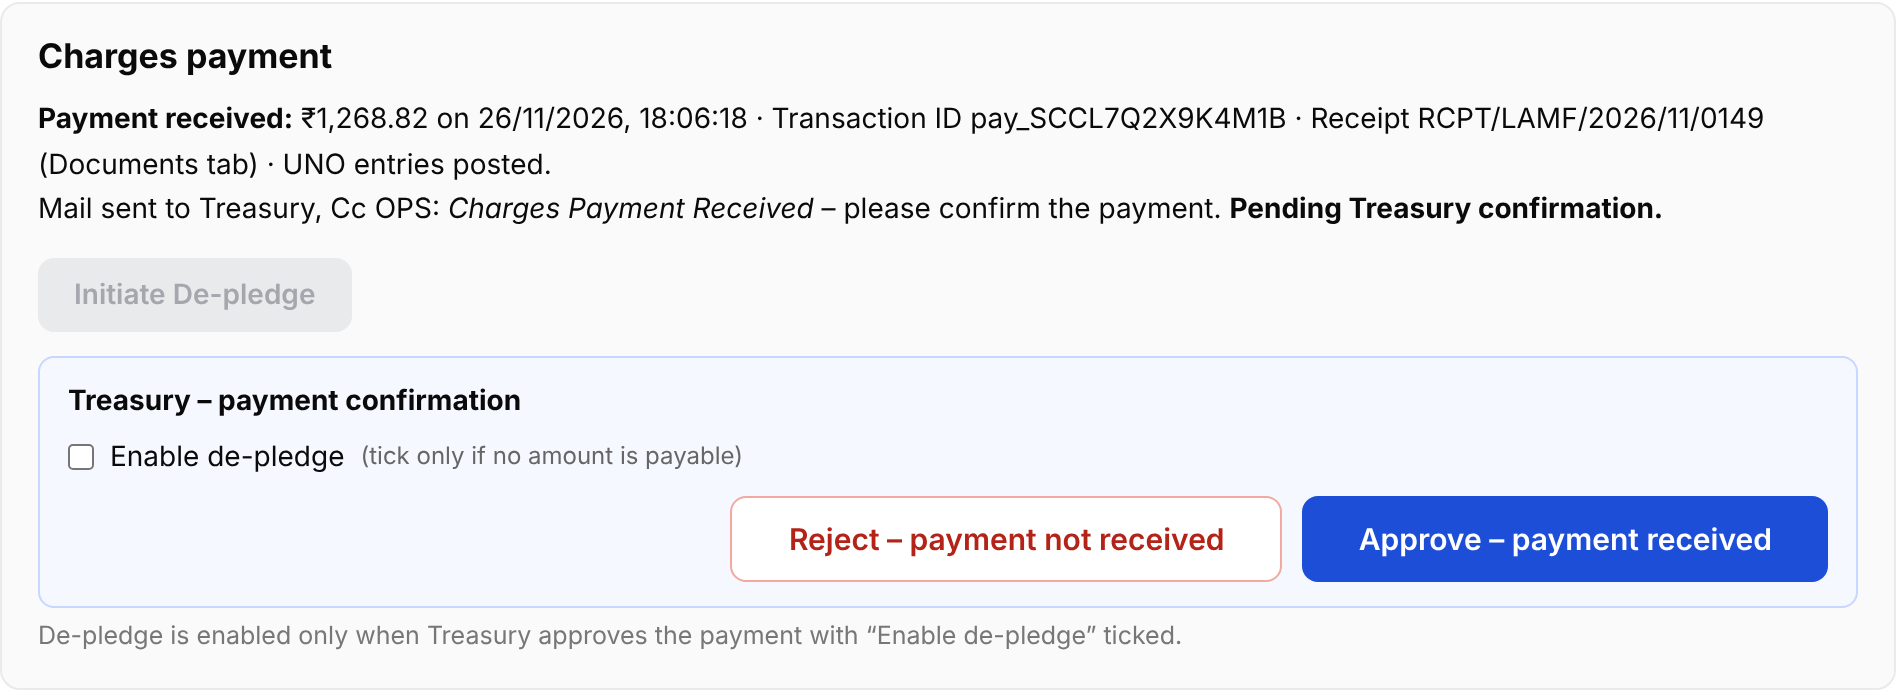 Charges payment
Payment received: ₹1,268.82 on 26/11/2026, 18:06:18 · Transaction ID pay_SCCL7Q2X9K4M1B · Receipt RCPT/LAMF/2026/11/0149
(Documents tab) · UNO entries posted.
Mail sent to Treasury, Cc OPS: Charges Payment Received – please confirm the payment. Pending Treasury confirmation.
Initiate De-pledge
Treasury – payment confirmation
Enable de-pledge (tick only if no amount is payable)
Reject – payment not received
Approve – payment received
De-pledge is enabled only when Treasury approves the payment with “Enable de-pledge” ticked.